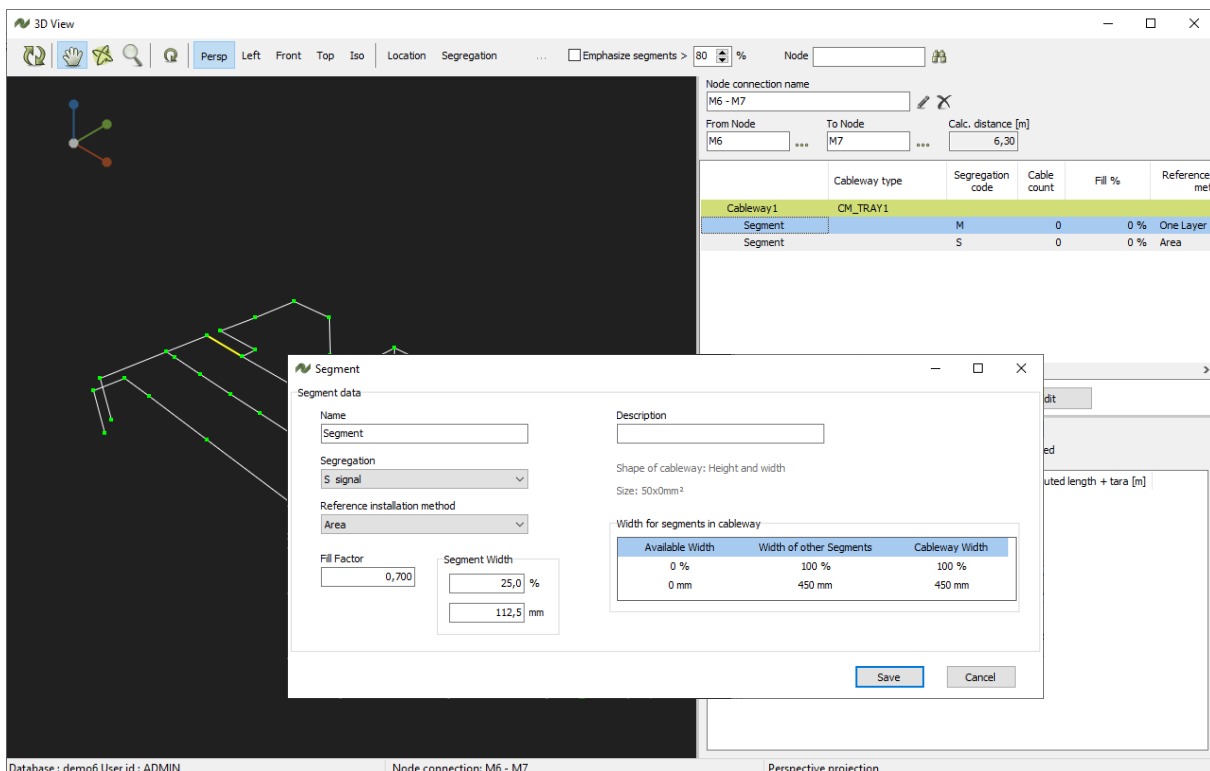 3D View
Persp Left Front Top Iso Location Segregation ... Emphasize segments > 80 % Node
Node connection name
M6 - M7
From Node To Node Calc. distance [m]
M6 ... M7 ... 6,30
Cableway type Segregation code Cable count Fill % Reference met
Cableway1 CM_TRAY1
Segment M 0 0 % One Layer
Segment S 0 0 % Area
dit
ed
uted length + tara [m]
Segment
Segment data
Name Description
Segment
Segregation
S signal
Shape of cableway: Height and width
Size: 50x0mm²
Reference installation method
Area
Width for segments in cableway
Available Width Width of other Segments Cableway Width
0 % 100 % 100 %
0 mm 450 mm 450 mm
Fill Factor Segment Width
0,700 25,0 %
112,5 mm
Save Cancel
Database : demo6 User id : ADMIN Node connection: M6 - M7 Perspective projection